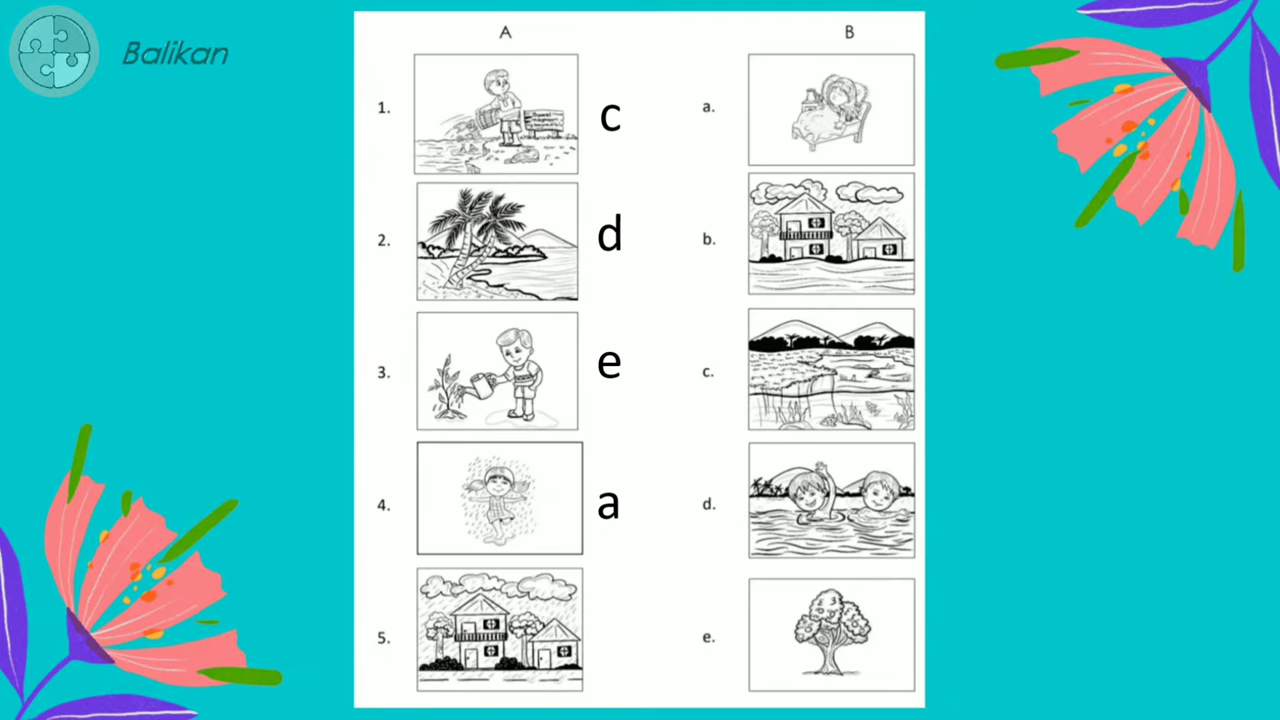 Balikan
A B
1. c a.
2. d b.
3. e c.
4. a d.
5. e.